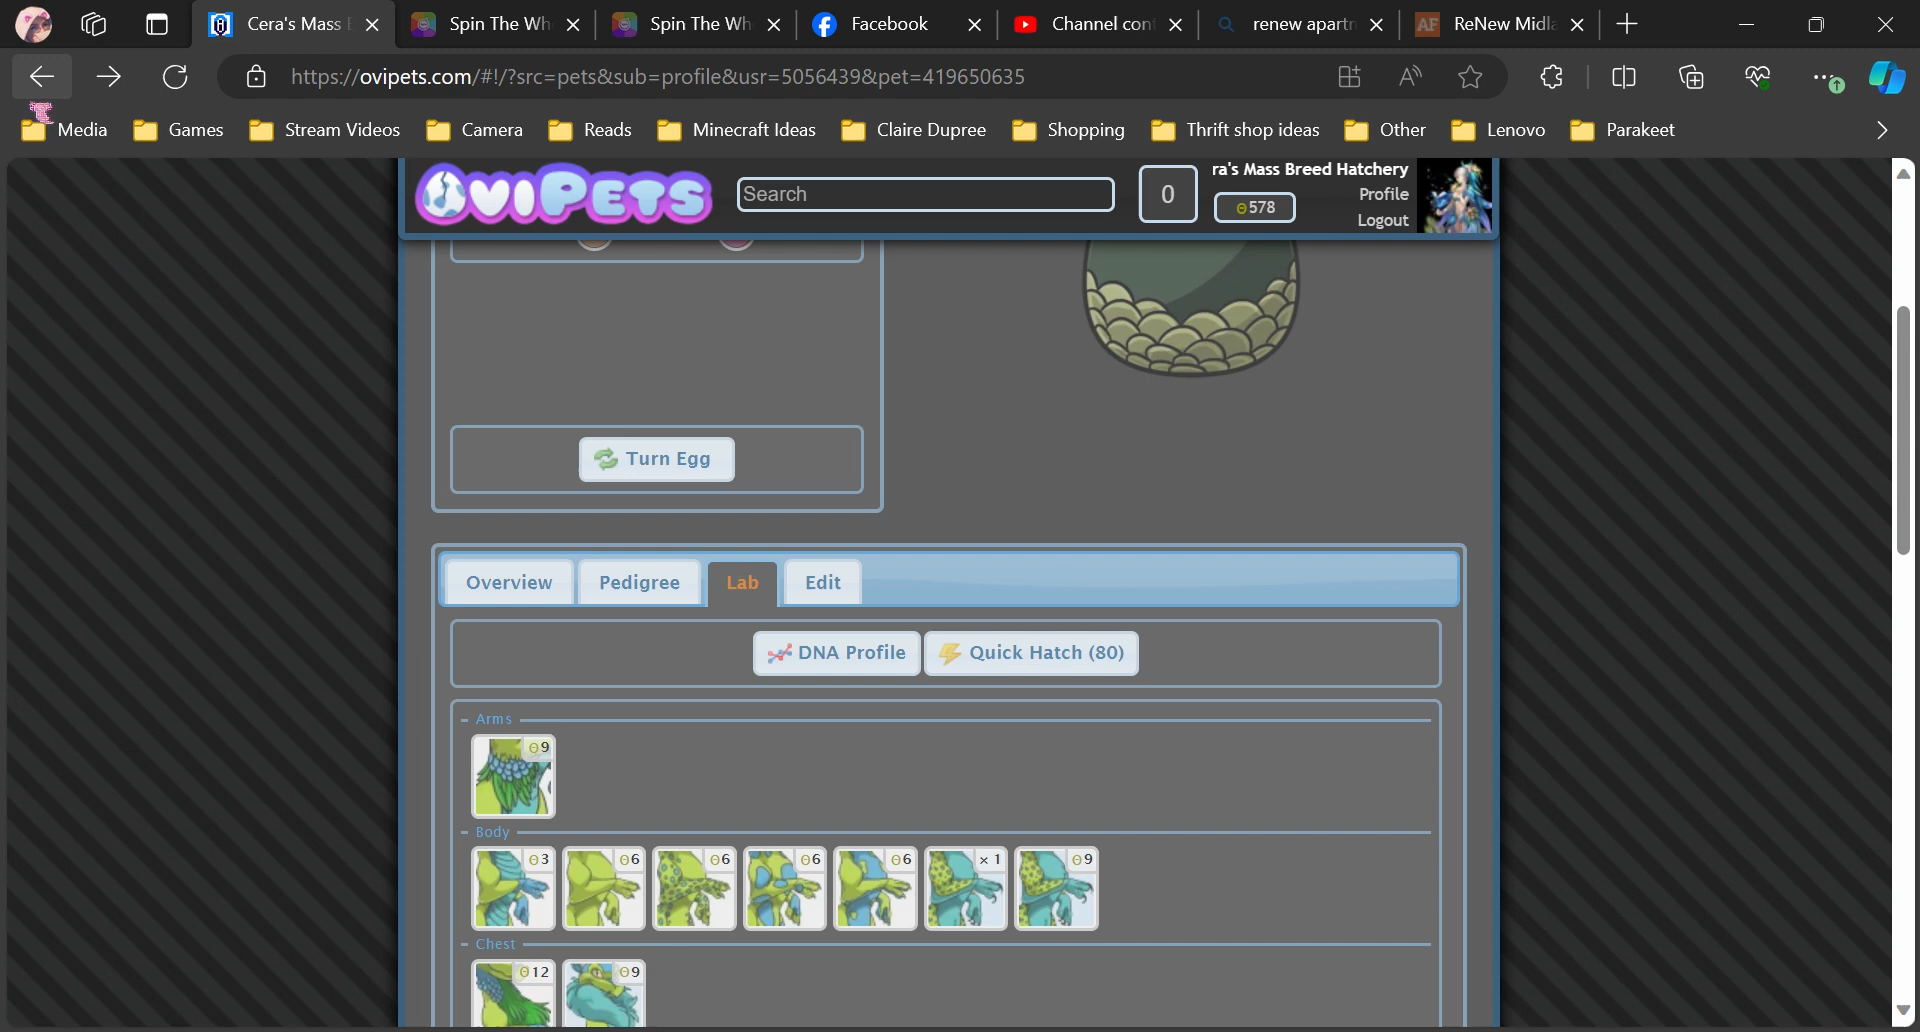 Cera's Mass
Spin The Wh
Spin The Wh
Facebook
Channel con
renew apartn
AF
ReNew Midla
https://ovipets.com/#!/?src=pets&sub=profile&usr=5056439&pet=419650635
Media
Games
Stream Videos
Camera
Reads
Minecraft Ideas
Claire Dupree
Shopping
Thrift shop ideas
Other
Lenovo
Parakeet
OviPets
Search
0
ra's Mass Breed Hatchery
578
Profile
Logout
Turn Egg
Overview
Pedigree
Lab
Edit
DNA Profile
Quick Hatch (80)
Arms
9
Body
3
6
6
6
6
× 1
9
Chest
12
9